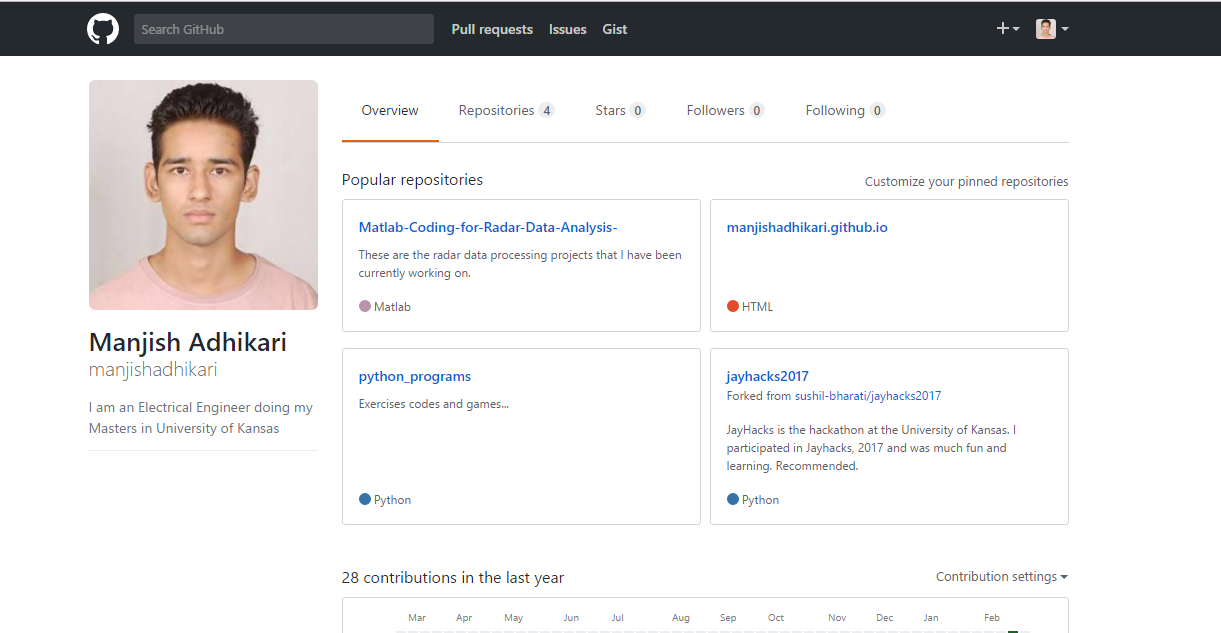 Search GitHub
Pull requests Issues Gist
Overview Repositories 4 Stars 0 Followers 0 Following 0
Manjish Adhikari
manjishadhikari
I am an Electrical Engineer doing my
Masters in University of Kansas
Popular repositories
Customize your pinned repositories
Matlab-Coding-for-Radar-Data-Analysis-
These are the radar data processing projects that I have been
currently working on.
Matlab
manjishadhikari.github.io
HTML
python_programs
Exercises codes and games...
Python
jayhacks2017
Forked from sushil-bharati/jayhacks2017
JayHacks is the hackathon at the University of Kansas. I
participated in Jayhacks, 2017 and was much fun and
learning. Recommended.
Python
28 contributions in the last year
Contribution settings
Mar Apr May Jun Jul Aug Sep Oct Nov Dec Jan Feb